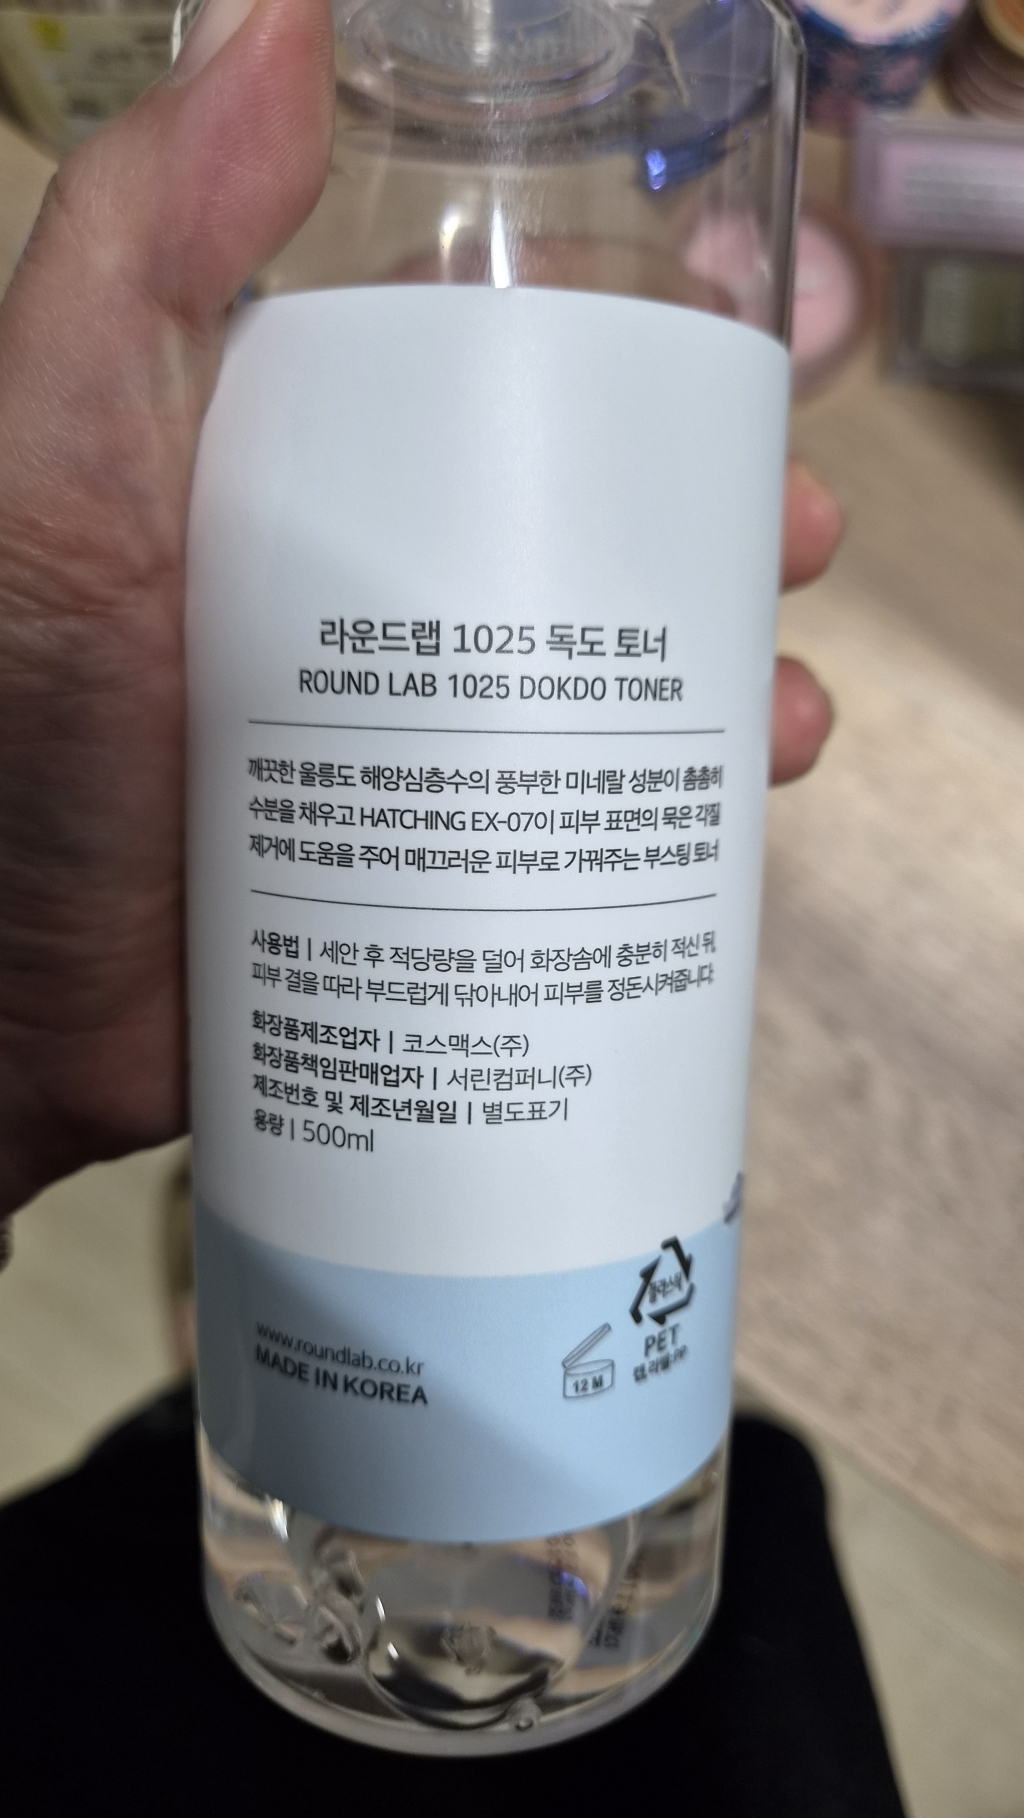 라운드랩 1025 독도 토너
ROUND LAB 1025 DOKDO TONER
깨끗한 울릉도 해양심층수의 풍부한 미네랄 성분이 촘촘히
수분을 채우고 HATCHING EX-07이 피부 표면의 묵은 각질
제거에 도움을 주어 매끄러운 피부로 가꿔주는 부스팅 토너
사용법 | 세안 후 적당량을 덜어 화장솜에 충분히 적신 뒤,
피부 결을 따라 부드럽게 닦아내어 피부를 정돈시켜줍니다.
화장품제조업자 | 코스맥스(주)
화장품책임판매업자 | 서린컴퍼니(주)
제조번호 및 제조년월일 | 별도표기
용량 | 500ml
플라스틱
PET
캡,라벨:PP
12 M
www.roundlab.co.kr
MADE IN KOREA